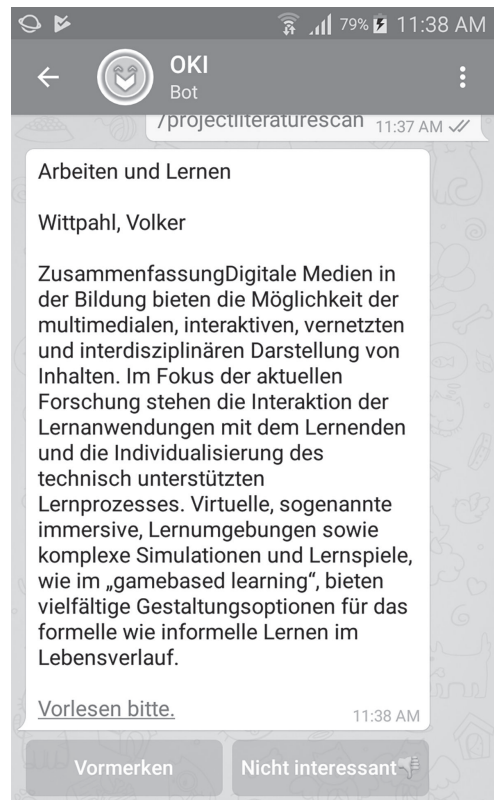 79% 11:38 AM
OKI
Bot
/projectliteraturescan 11:37 AM
Arbeiten und Lernen
Wittpahl, Volker
ZusammenfassungDigitale Medien in
der Bildung bieten die Möglichkeit der
multimedialen, interaktiven, vernetzten
und interdisziplinären Darstellung von
Inhalten. Im Fokus der aktuellen
Forschung stehen die Interaktion der
Lernanwendungen mit dem Lernenden
und die Individualisierung des
technisch unterstützten
Lernprozesses. Virtuelle, sogenannte
immersive, Lernumgebungen sowie
komplexe Simulationen und Lernspiele,
wie im „gamebased learning“, bieten
vielfältige Gestaltungsoptionen für das
formelle wie informelle Lernen im
Lebensverlauf.
Vorlesen bitte. 11:38 AM
Vormerken Nicht interessant👎